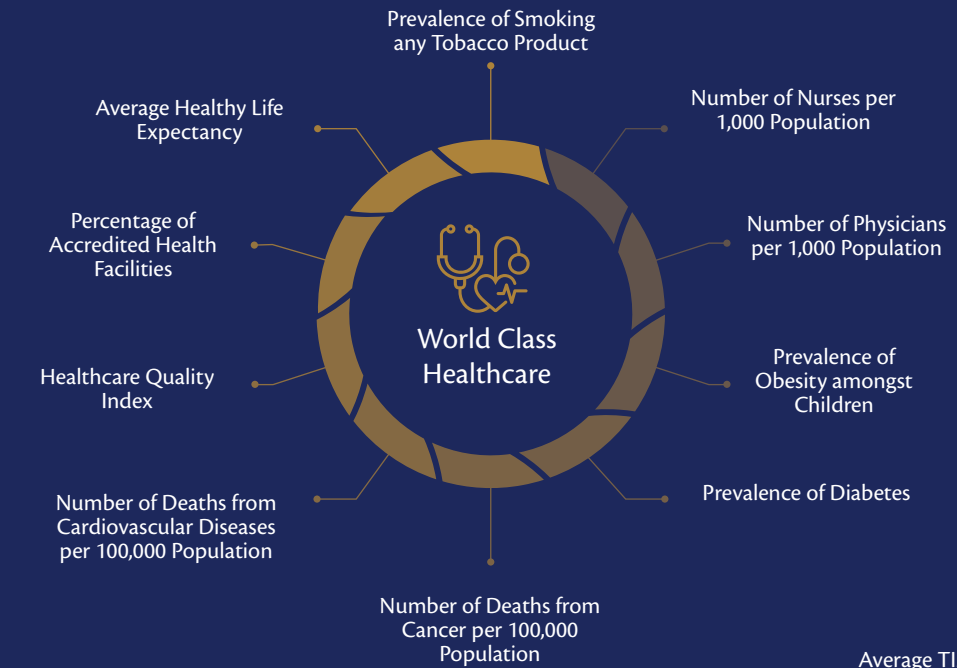 Prevalence of Smoking
any Tobacco Product
Number of Nurses per
1,000 Population
Number of Physicians
per 1,000 Population
Prevalence of
Obesity amongst
Children
Prevalence of Diabetes
Number of Deaths from
Cancer per 100,000
Population
Number of Deaths from
Cardiovascular Diseases
per 100,000 Population
Healthcare Quality
Index
Percentage of
Accredited Health
Facilities
Average Healthy Life
Expectancy
World Class
Healthcare
Average